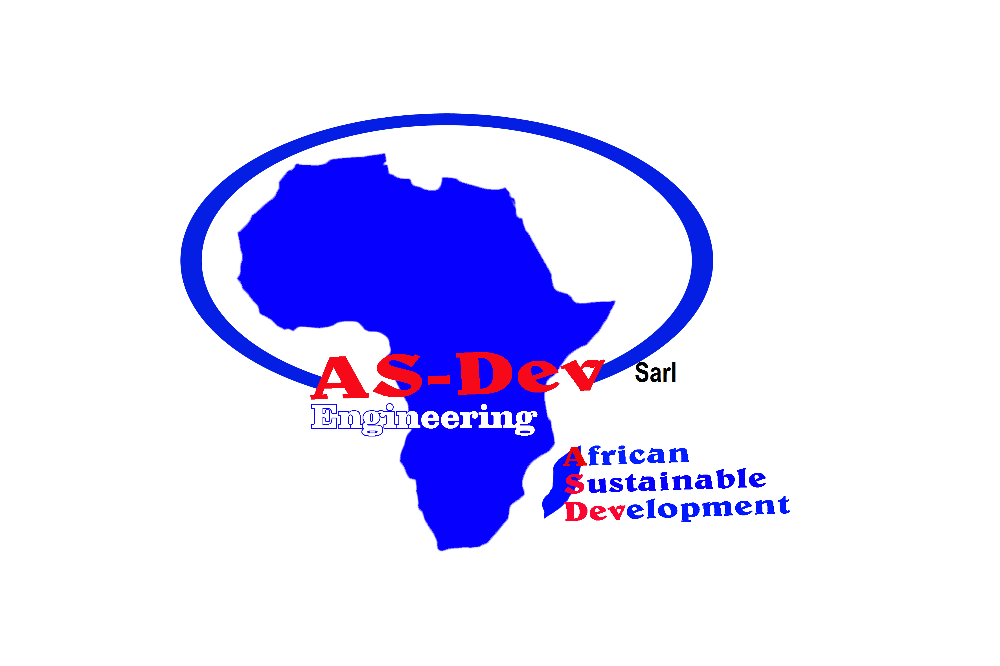 AS-Dev
Sarl
Engineering
African
Sustainable
Development